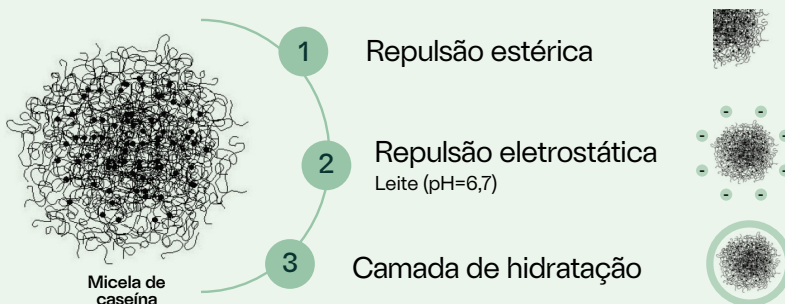 1
Repulsão estérica
2
Repulsão eletrostática
Leite (pH=6,7)
3
Camada de hidratação
Micela de
caseína
- -
- -
- -
- -